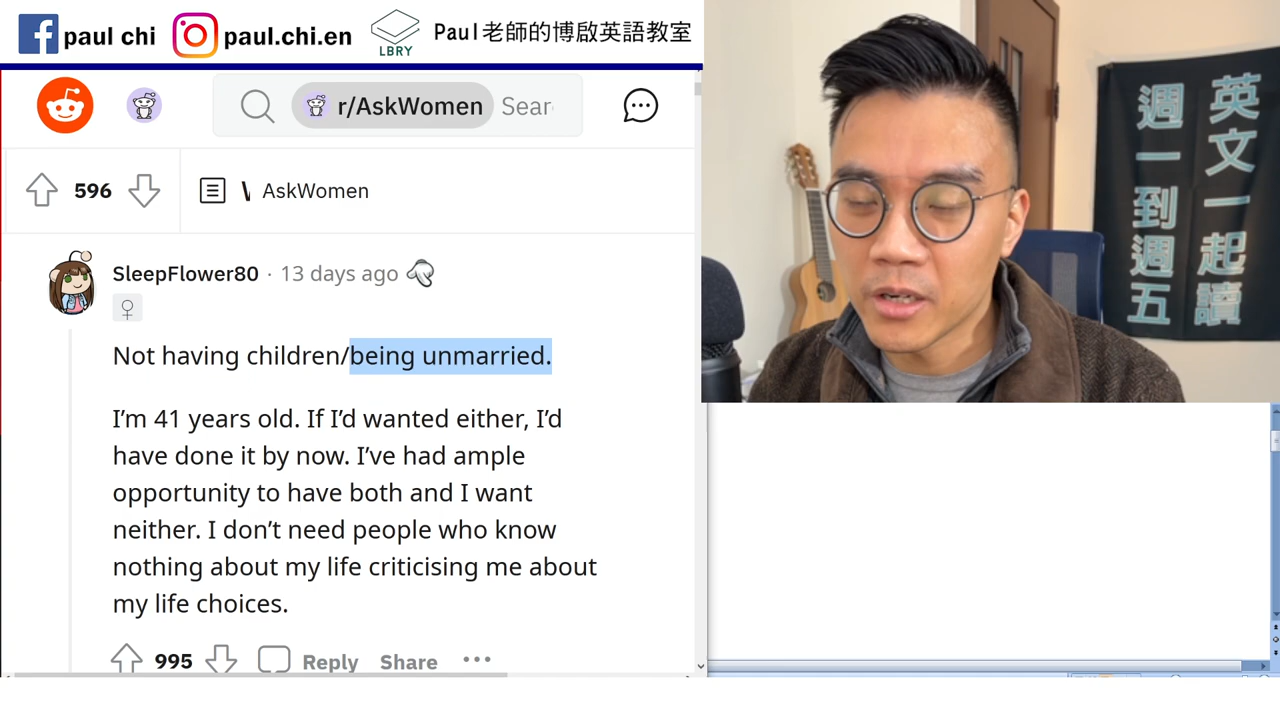 paul chi
paul.chi.en
LBRY
Paul老師的博啟英語教室
r/AskWomen
596
AskWomen
SleepFlower80 · 13 days ago
Not having children/being unmarried.
I'm 41 years old. If I'd wanted either, I'd
have done it by now. I've had ample
opportunity to have both and I want
neither. I don't need people who know
nothing about my life criticising me about
my life choices.
995
Reply
Share
英文一起讀
週一到週五